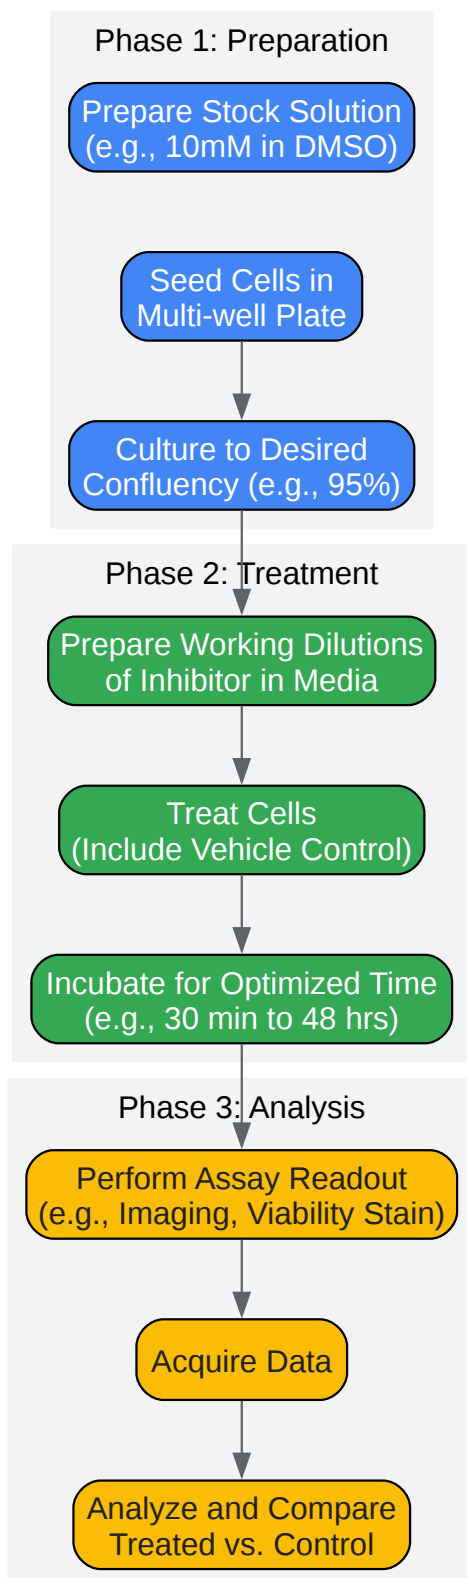 Phase 1: Preparation
Prepare Stock Solution
(e.g., 10mM in DMSO)
Seed Cells in
Multi-well Plate
Culture to Desired
Confluency (e.g., 95%)
Phase 2: Treatment
Prepare Working Dilutions
of Inhibitor in Media
Treat Cells
(Include Vehicle Control)
Incubate for Optimized Time
(e.g., 30 min to 48 hrs)
Phase 3: Analysis
Perform Assay Readout
(e.g., Imaging, Viability Stain)
Acquire Data
Analyze and Compare
Treated vs. Control